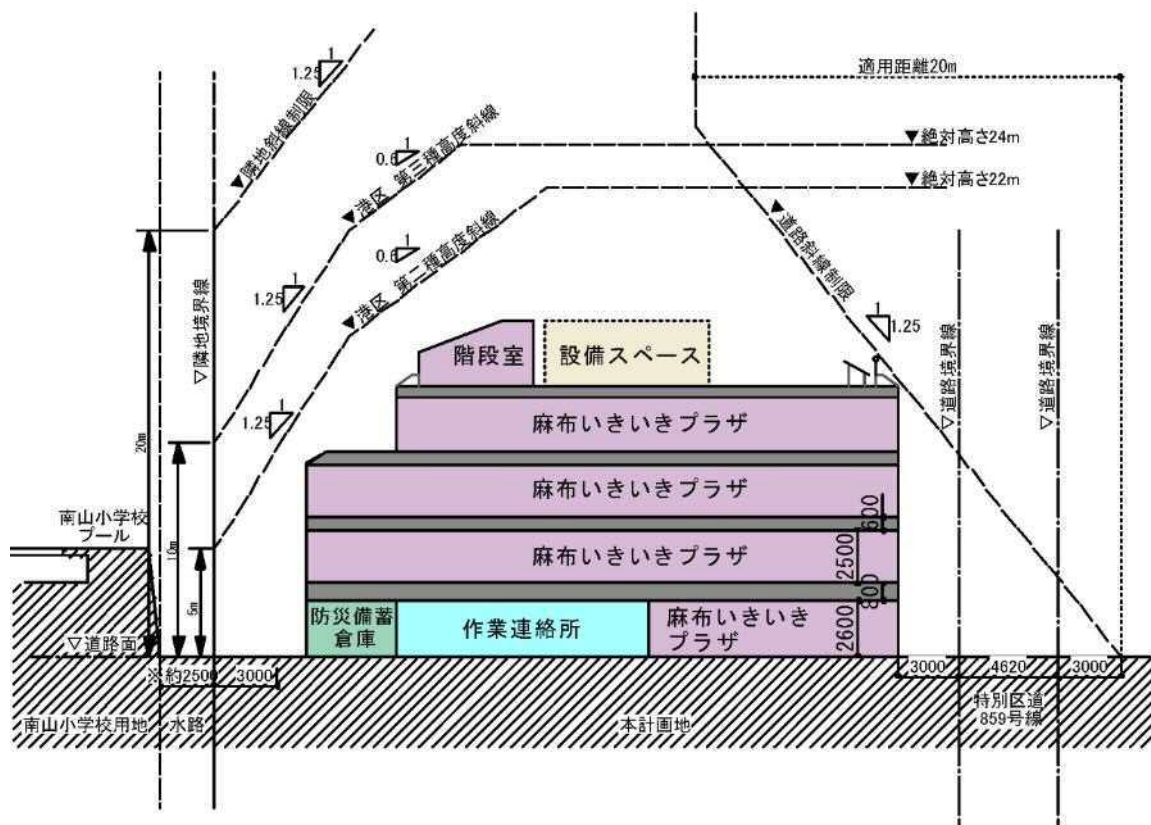 1
1.25
▼隣地斜線制限
適用距離20m
▼絶対高さ24m
1
0.6
▼港区 第三種高度斜線
▼絶対高さ22m
▼道路斜線制限
1
0.6
▼港区 第二種高度斜線
1
1.25
1
1.25
▽隣地境界線
▽道路境界線
▽道路境界線
階段室
設備スペース
1
1.25
麻布いきいきプラザ
20m
麻布いきいきプラザ
南山小学校
プール
10m
600
麻布いきいきプラザ
2500
5m
800
防災備蓄
倉庫
作業連絡所
麻布いきいき
プラザ
2600
▽道路面
※約2500
3000
3000
4620
3000
南山小学校用地
水路
本計画地
特別区道
859号線